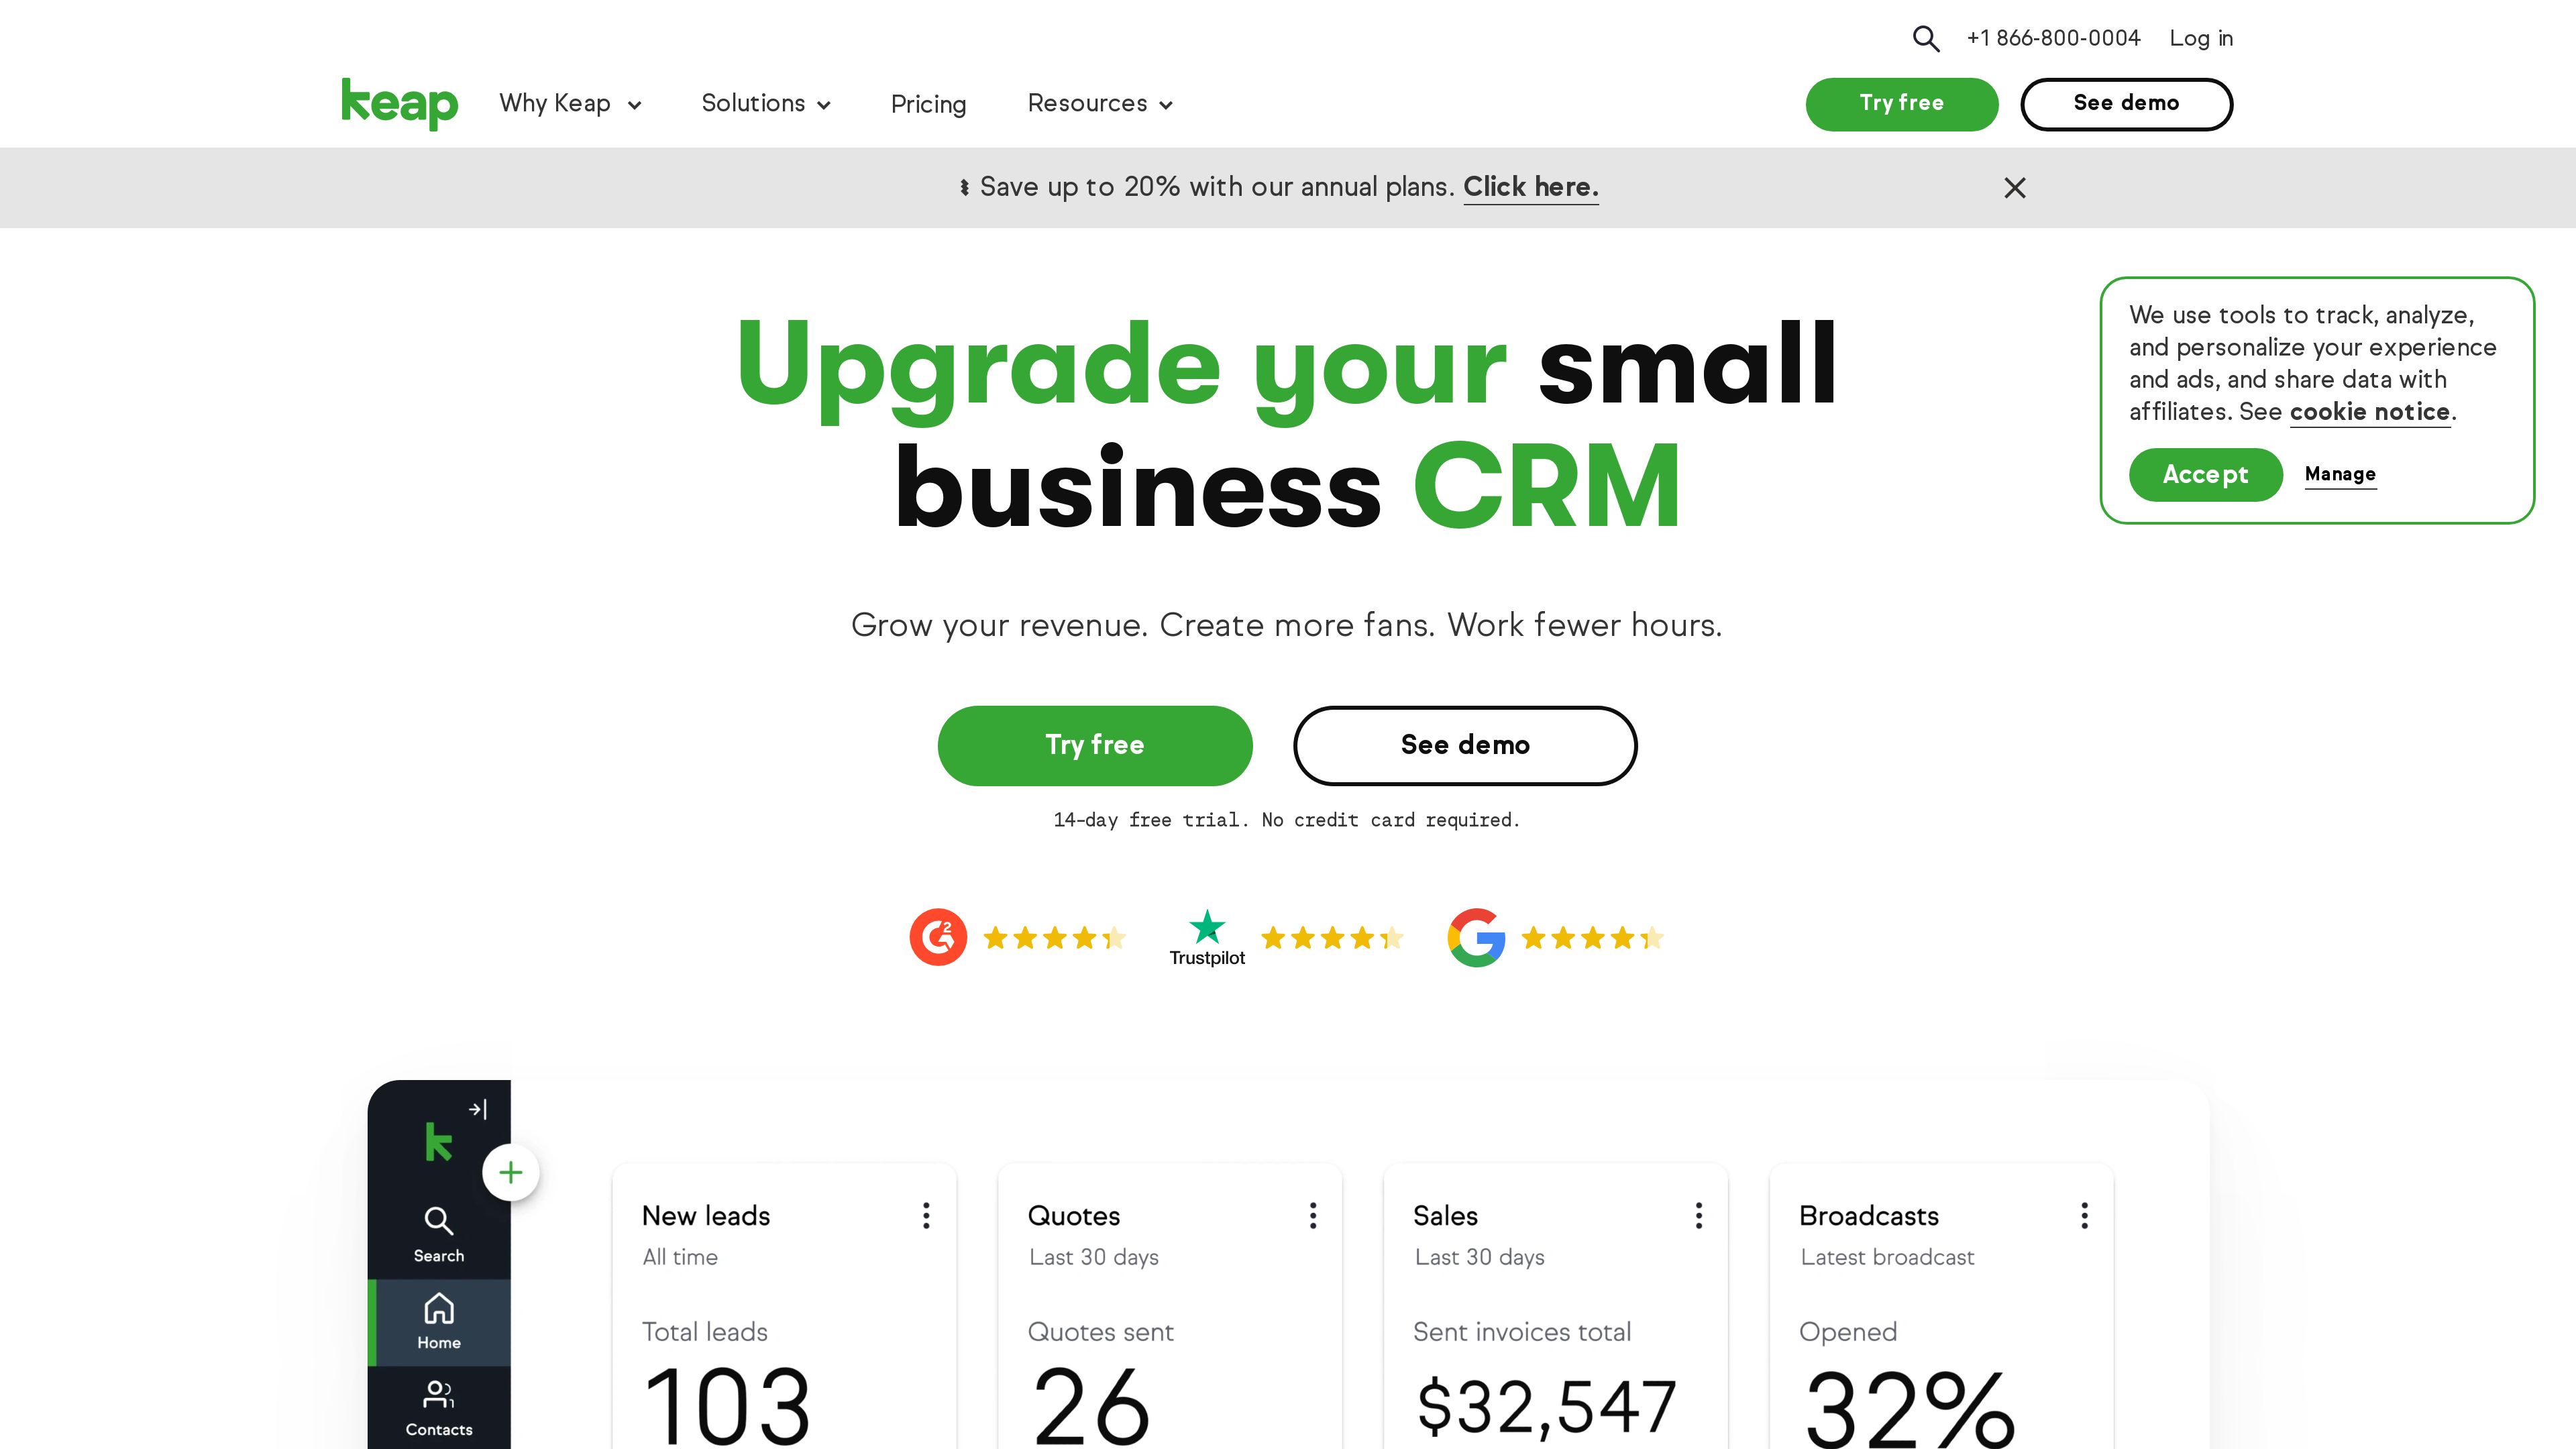 +1 866-800-0004 Log in
keap Why Keap Solutions Pricing Resources Try free See demo
Save up to 20% with our annual plans. Click here.
We use tools to track, analyze,
and personalize your experience
and ads, and share data with
affiliates. See cookie notice.
Accept Manage
Upgrade your small
business CRM
Grow your revenue. Create more fans. Work fewer hours.
Try free See demo
14-day free trial. No credit card required.
G2 Trustpilot G
k
Search
Home
Contacts
New leads
All time
Total leads
103
Quotes
Last 30 days
Quotes sent
26
Sales
Last 30 days
Sent invoices total
$32,547
Broadcasts
Latest broadcast
Opened
32%